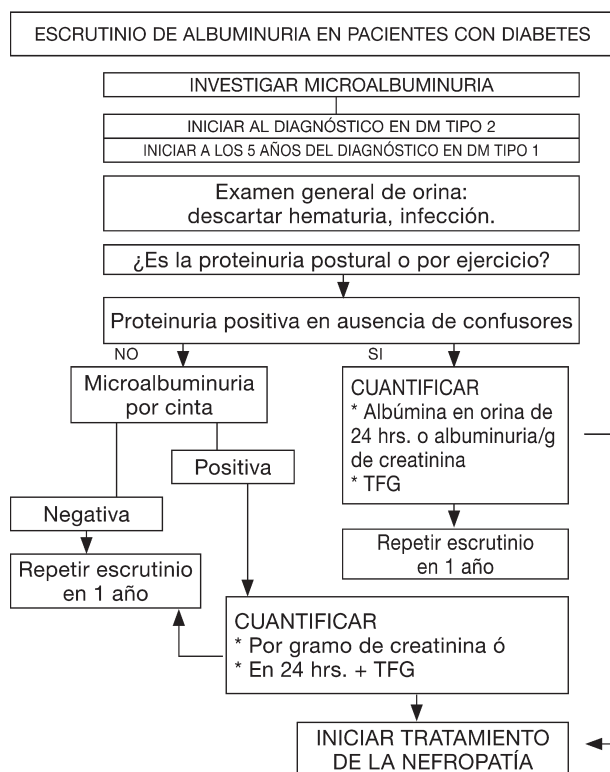 ESCRUTINIO DE ALBUMINURIA EN PACIENTES CON DIABETES
INVESTIGAR MICROALBUMINURIA
INICIAR AL DIAGNÓSTICO EN DM TIPO 2
INICIAR A LOS 5 AÑOS DEL DIAGNÓSTICO EN DM TIPO 1
Examen general de orina:
descartar hematuria, infección.
¿Es la proteinuria postural o por ejercicio?
Proteinuria positiva en ausencia de confusores
NO
SI
Microalbuminuria
por cinta
CUANTIFICAR
* Albúmina en orina de
24 hrs. o albuminuria/g
de creatinina
* TFG
Positiva
Negativa
Repetir escrutinio
en 1 año
Repetir escrutinio
en 1 año
CUANTIFICAR
* Por gramo de creatinina ó
* En 24 hrs. + TFG
INICIAR TRATAMIENTO
DE LA NEFROPATÍA